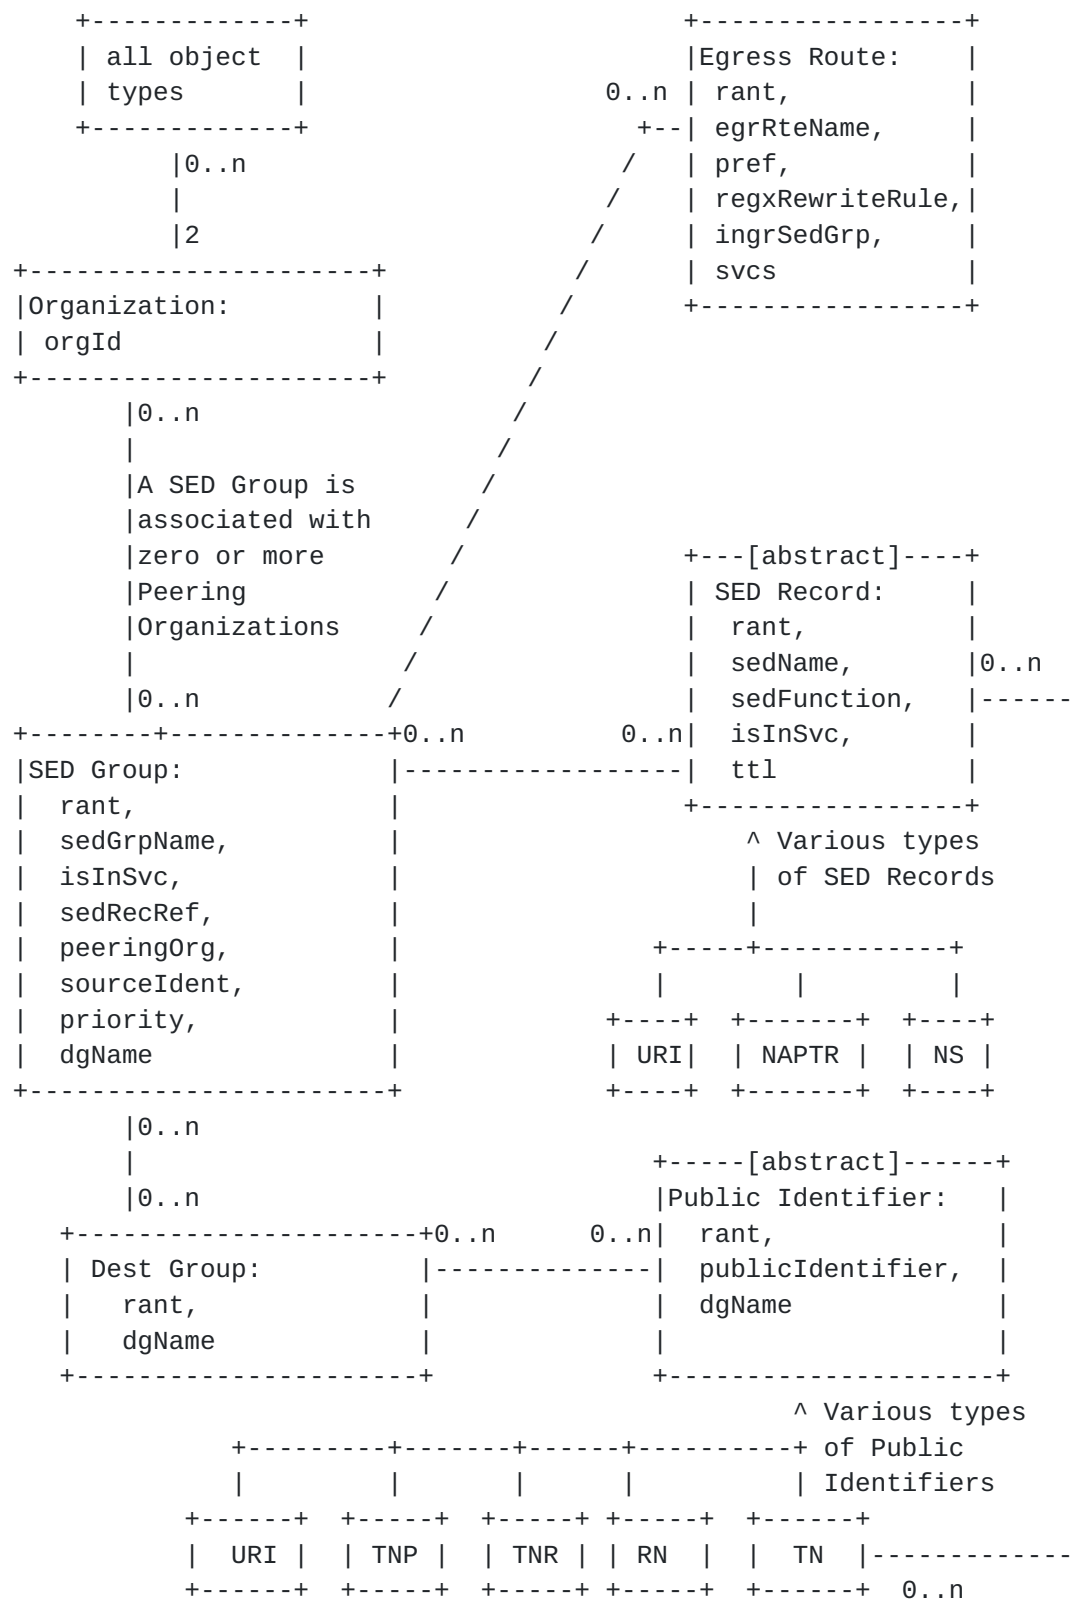 +-------------+                        +-----------------+
    | all object  |                        |Egress Route:    |
    | types       |                   0..n | rant,           |
    +-------------+                     +--| egrRteName,     |
          |0..n                        /   | pref,           |
          |                           /    | regxRewriteRule,|
          |2                         /     | ingrSedGrp,     |
+----------------------+            /      | svcs            |
|Organization:         |           /       +-----------------+
| orgId                |          /
+----------------------+         /
       |0..n                    /
       |                       /
       |A SED Group is        /
       |associated with      /
       |zero or more        /              +---[abstract]----+
       |Peering            /               | SED Record:     |
       |Organizations     /                |  rant,          |
       |                 /                 |  sedName,       |0..n
       |0..n            /                  |  sedFunction,   |------
+--------+--------------+0..n          0..n|  isInSvc,       |
|SED Group:             |------------------|  ttl            |
|  rant,                |                  +-----------------+
|  sedGrpName,          |                      ^ Various types
|  isInSvc,             |                      | of SED Records
|  sedRecRef,           |                      |
|  peeringOrg,          |                +-----+------------+
|  sourceIdent,         |                |        |         |
|  priority,            |             +----+  +-------+  +----+
|  dgName               |             | URI|  | NAPTR |  | NS |
+-----------------------+             +----+  +-------+  +----+
       |0..n
       |                                 +-----[abstract]------+
       |0..n                             |Public Identifier:   |
   +----------------------+0..n      0..n|  rant,              |
   | Dest Group:          |--------------|  publicIdentifier,  |
   |   rant,              |              |  dgName             |
   |   dgName             |              |                     |
   +----------------------+              +---------------------+
                                                  ^ Various types
              +---------+-------+------+----------+ of Public
              |         |       |      |          | Identifiers
           +------+  +-----+  +-----+ +-----+  +------+
           |  URI |  | TNP |  | TNR | | RN  |  |  TN  |-------------
           +------+  +-----+  +-----+ +-----+  +------+  0..n